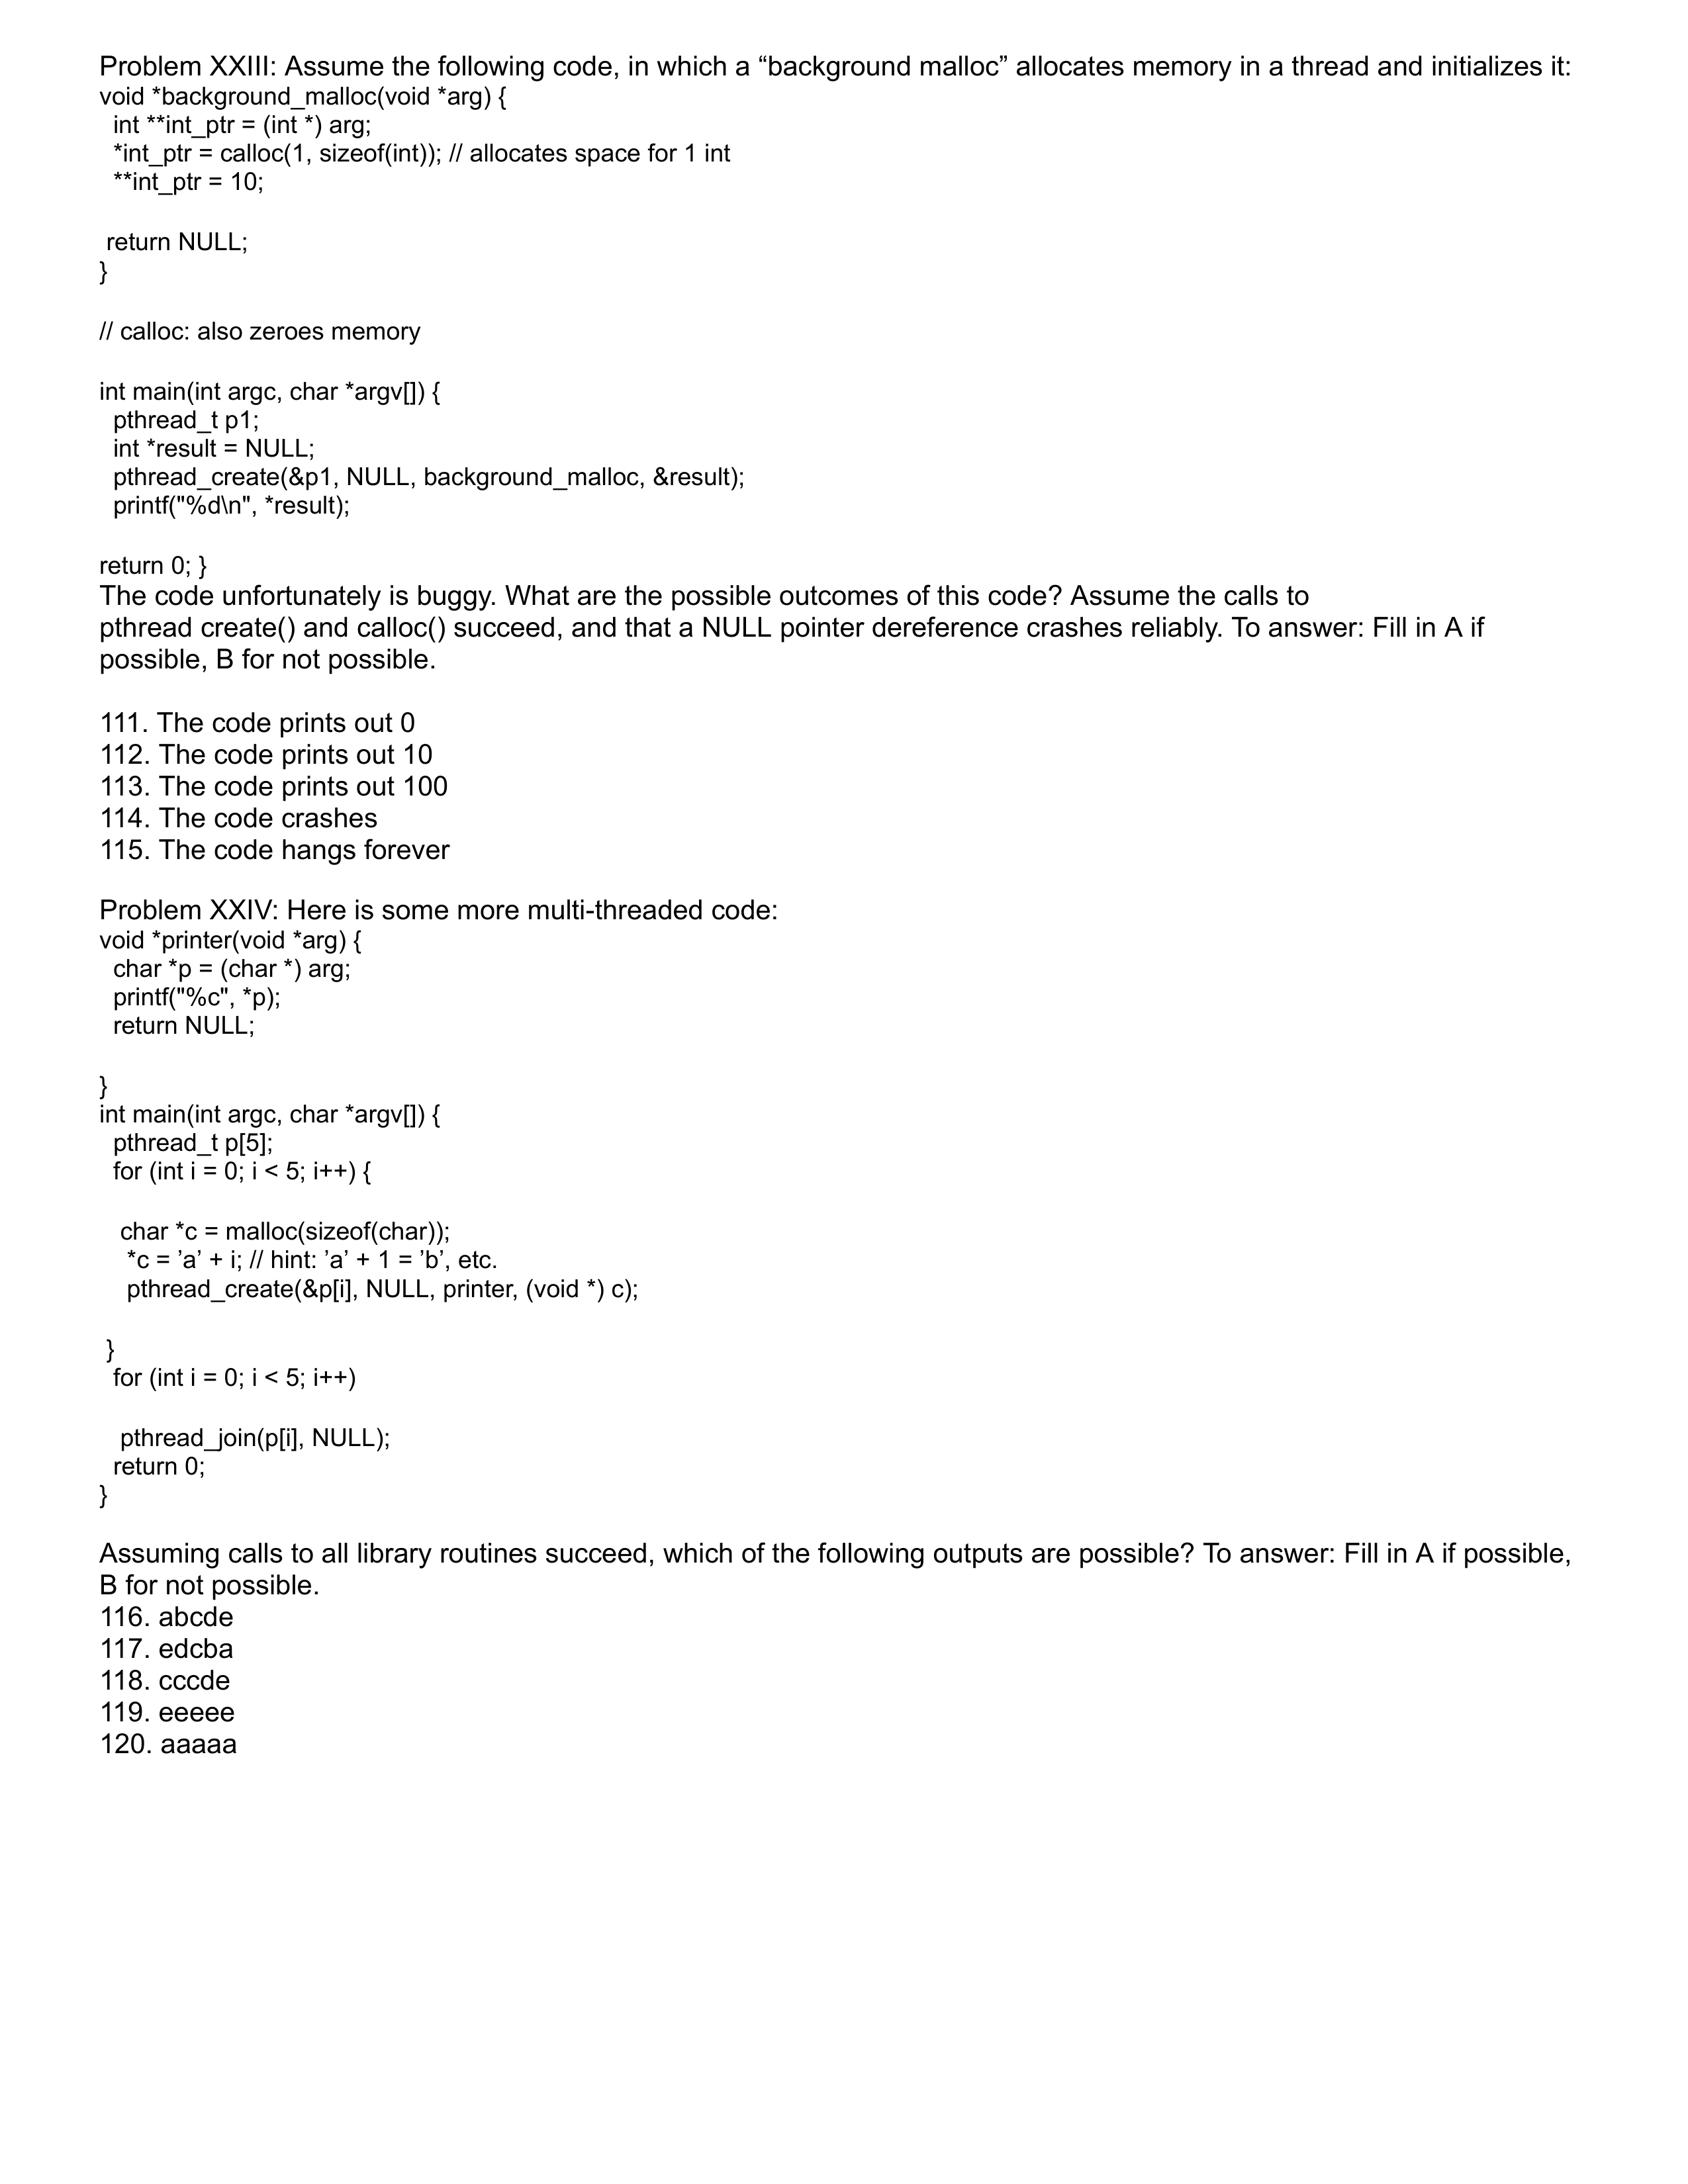 Problem XXIII: Assume the following code, in which a “background malloc” allocates memory in a thread and initializes it:
void *background_malloc(void *arg) {
int **int_ptr = (int *) arg;
*int_ptr = calloc(1, sizeof(int)); // allocates space for 1 int
**int_ptr = 10;
return NULL;
}
// calloc: also zeroes memory
int main(int argc, char *argv[]) {
pthread_t p1;
int *result = NULL;
pthread_create(&p1, NULL, background_malloc, &result);
printf("%d\n", *result);
return 0; }
The code unfortunately is buggy. What are the possible outcomes of this code? Assume the calls to
pthread create() and calloc() succeed, and that a NULL pointer dereference crashes reliably. To answer: Fill in A if
possible, B for not possible.
111. The code prints out 0
112. The code prints out 10
113. The code prints out 100
114. The code crashes
115. The code hangs forever
Problem XXIV: Here is some more multi-threaded code:
void *printer(void *arg) {
char *p = (char *) arg;
printf("%c", *p);
return NULL;
}
int main(int argc, char *argv[]) {
pthread_t p[5];
for (int i = 0; i < 5; i++) {
char *c = malloc(sizeof(char));
*c = ’a’ + i; // hint: ’a’ + 1 = ’b’, etc.
pthread_create(&p[i], NULL, printer, (void *) c);
}
for (int i = 0; i < 5; i++)
pthread_join(p[i], NULL);
return 0;
}
Assuming calls to all library routines succeed, which of the following outputs are possible? To answer: Fill in A if possible,
B for not possible.
116. abcde
117. edcba
118. cccde
119. eeeee
120. aaaaa